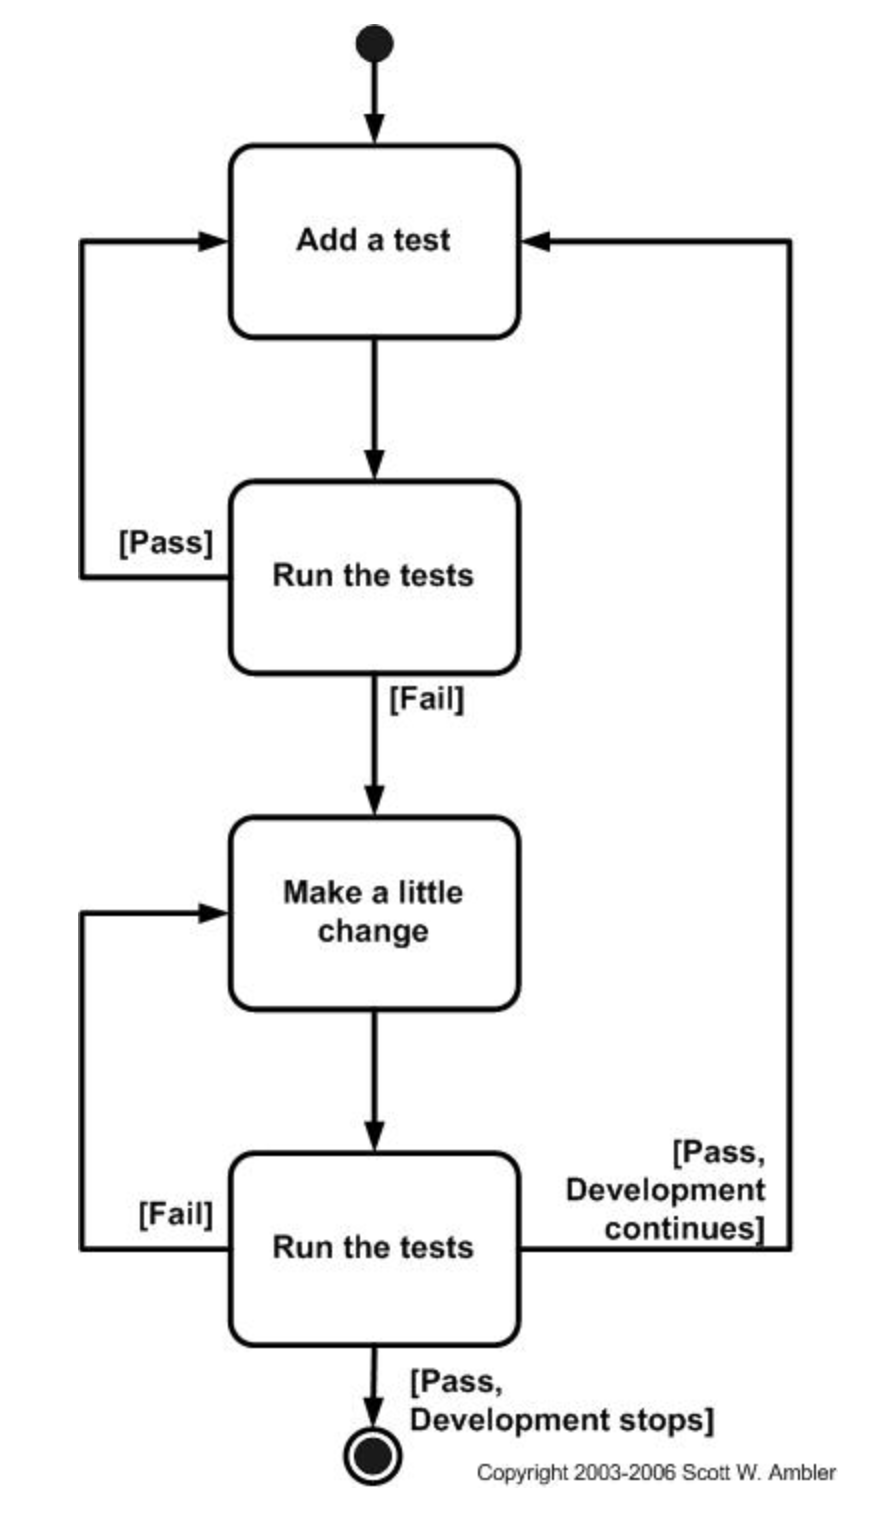 Add a test
[Pass]
Run the tests
[Fail]
Make a little
change
[Fail]
Run the tests
[Pass,
Development
continues]
[Pass,
Development stops]
Copyright 2003-2006 Scott W. Ambler